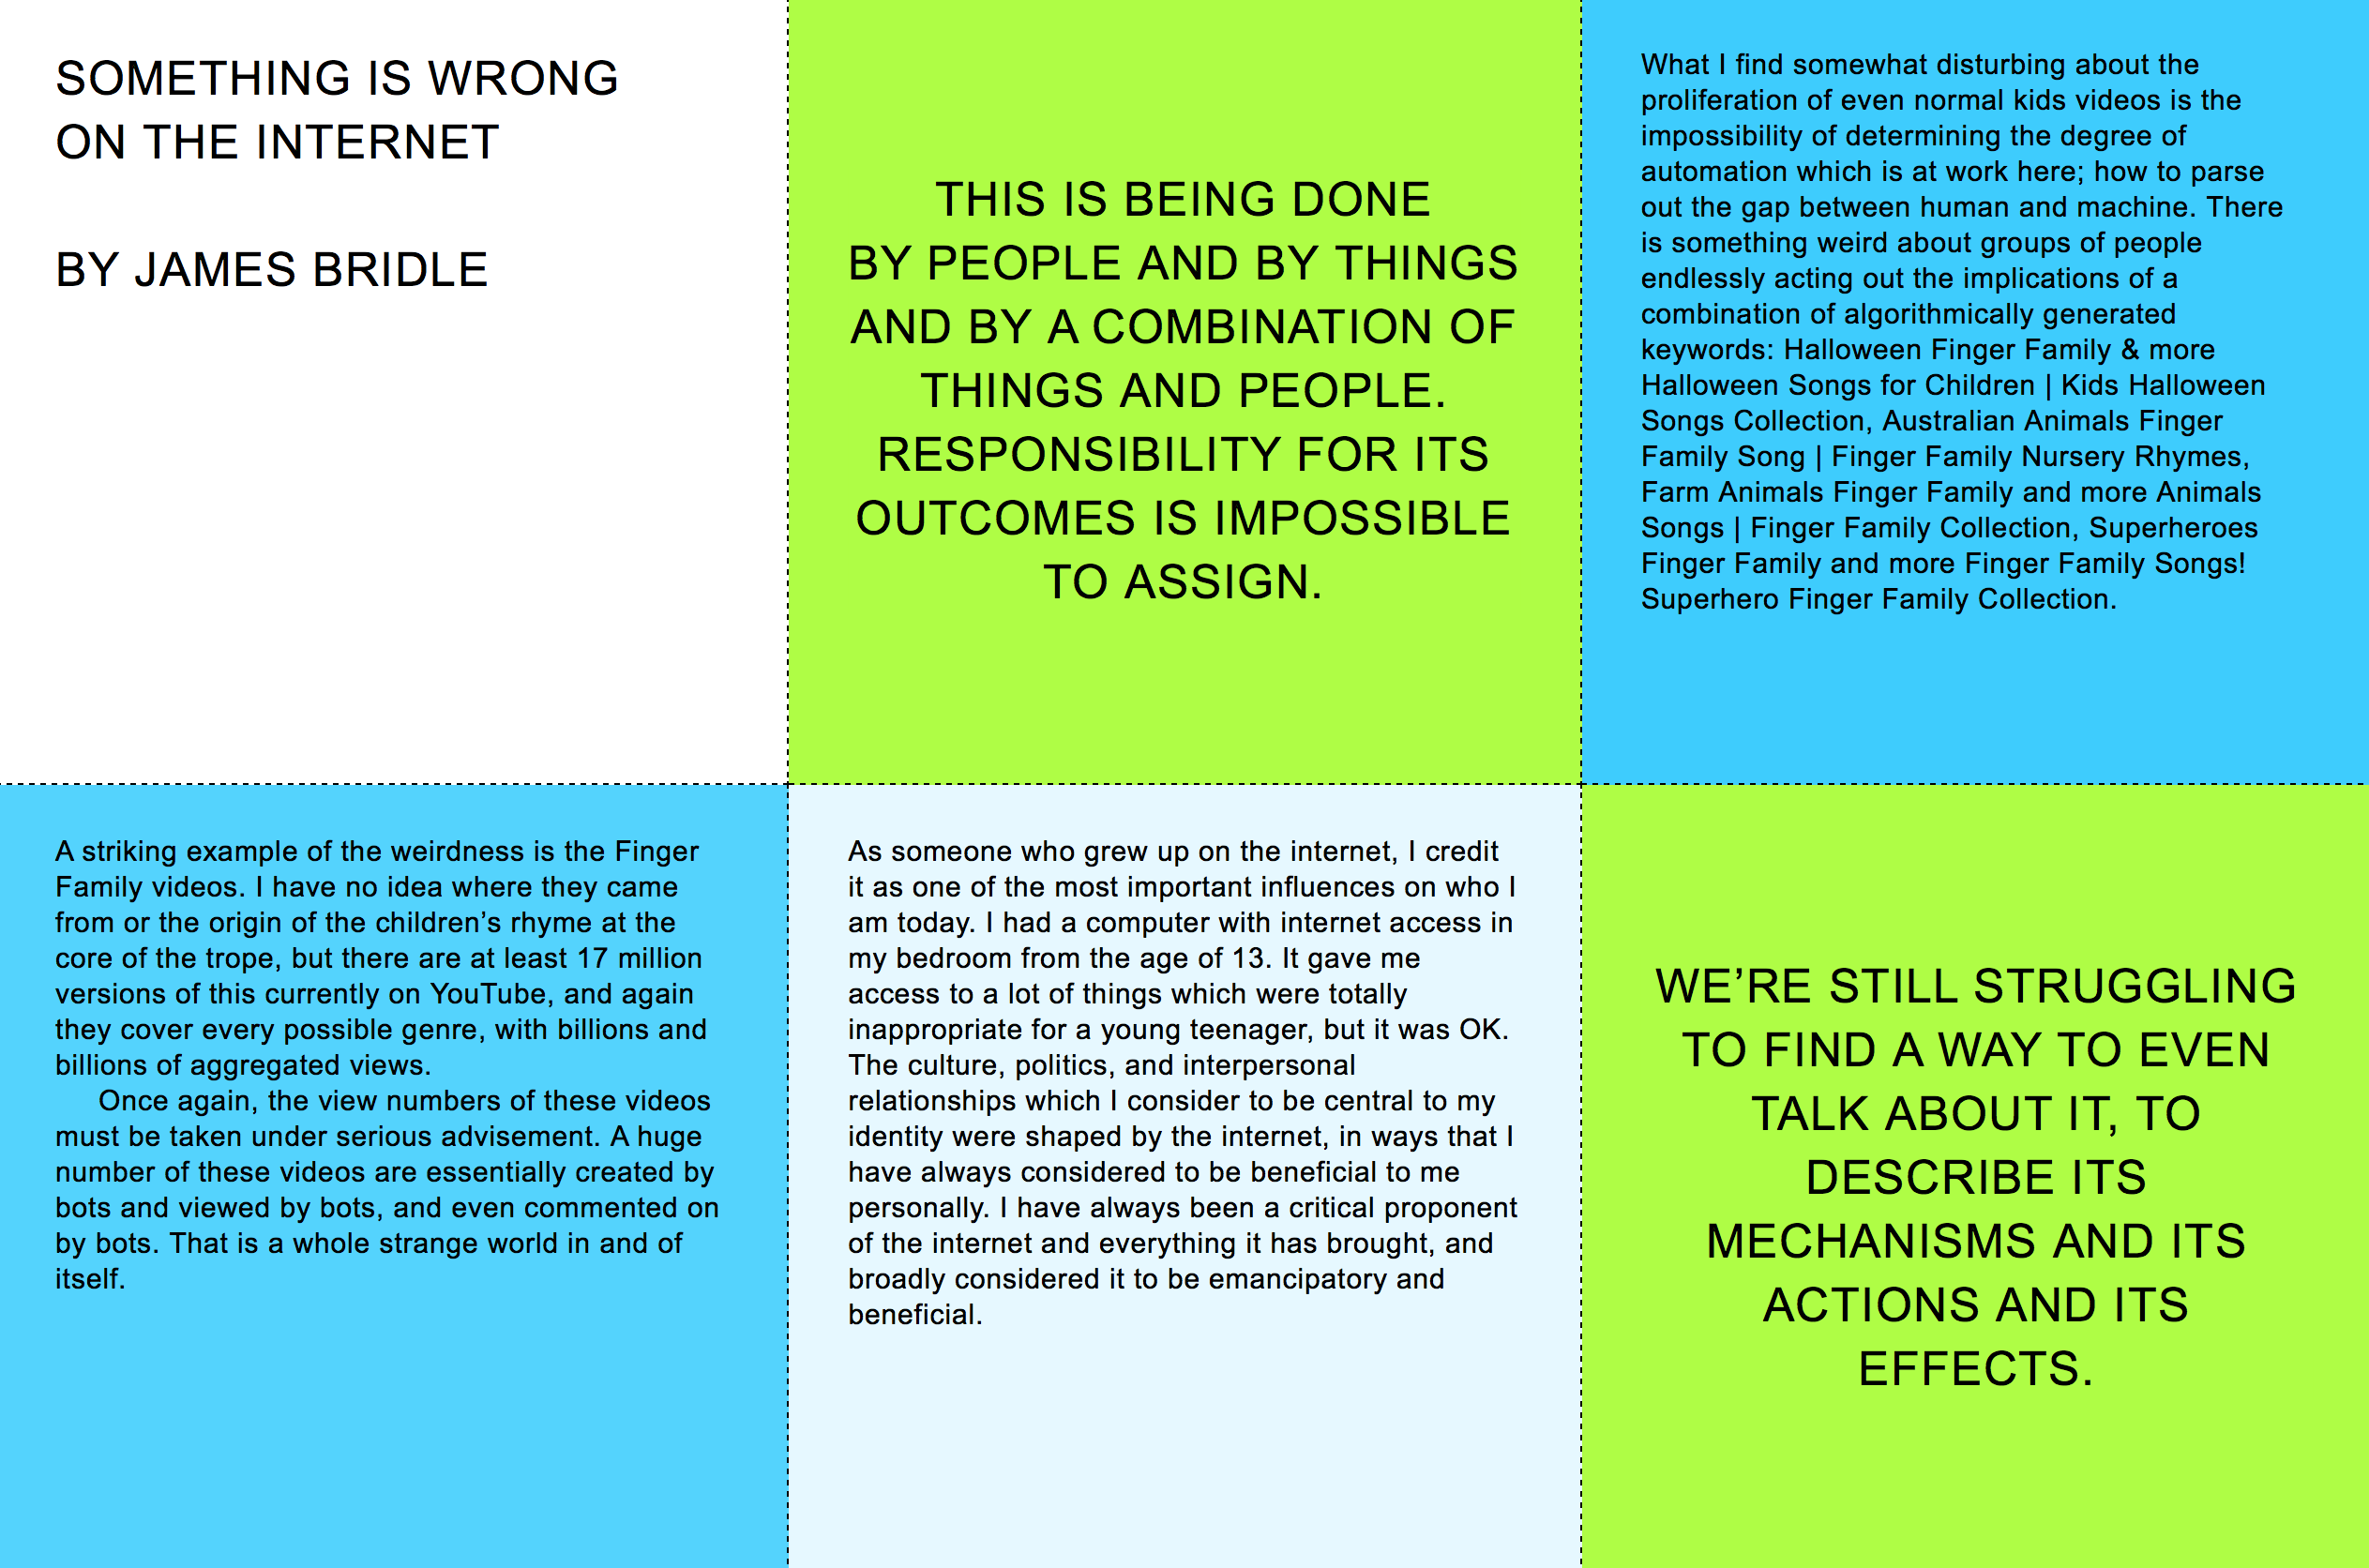 SOMETHING IS WRONG
ON THE INTERNET
BY JAMES BRIDLE
THIS IS BEING DONE
BY PEOPLE AND BY THINGS
AND BY A COMBINATION OF
THINGS AND PEOPLE.
RESPONSIBILITY FOR ITS
OUTCOMES IS IMPOSSIBLE
TO ASSIGN.
What I find somewhat disturbing about the
proliferation of even normal kids videos is the
impossibility of determining the degree of
automation which is at work here; how to parse
out the gap between human and machine. There
is something weird about groups of people
endlessly acting out the implications of a
combination of algorithmically generated
keywords: Halloween Finger Family & more
Halloween Songs for Children | Kids Halloween
Songs Collection, Australian Animals Finger
Family Song | Finger Family Nursery Rhymes,
Farm Animals Finger Family and more Animals
Songs | Finger Family Collection, Superheroes
Finger Family and more Finger Family Songs!
Superhero Finger Family Collection.
A striking example of the weirdness is the Finger
Family videos. I have no idea where they came
from or the origin of the children’s rhyme at the
core of the trope, but there are at least 17 million
versions of this currently on YouTube, and again
they cover every possible genre, with billions and
billions of aggregated views.
Once again, the view numbers of these videos
must be taken under serious advisement. A huge
number of these videos are essentially created by
bots and viewed by bots, and even commented on
by bots. That is a whole strange world in and of
itself.
As someone who grew up on the internet, I credit
it as one of the most important influences on who I
am today. I had a computer with internet access in
my bedroom from the age of 13. It gave me
access to a lot of things which were totally
inappropriate for a young teenager, but it was OK.
The culture, politics, and interpersonal
relationships which I consider to be central to my
identity were shaped by the internet, in ways that I
have always considered to be beneficial to me
personally. I have always been a critical proponent
of the internet and everything it has brought, and
broadly considered it to be emancipatory and
beneficial.
WE’RE STILL STRUGGLING
TO FIND A WAY TO EVEN
TALK ABOUT IT, TO
DESCRIBE ITS
MECHANISMS AND ITS
ACTIONS AND ITS
EFFECTS.